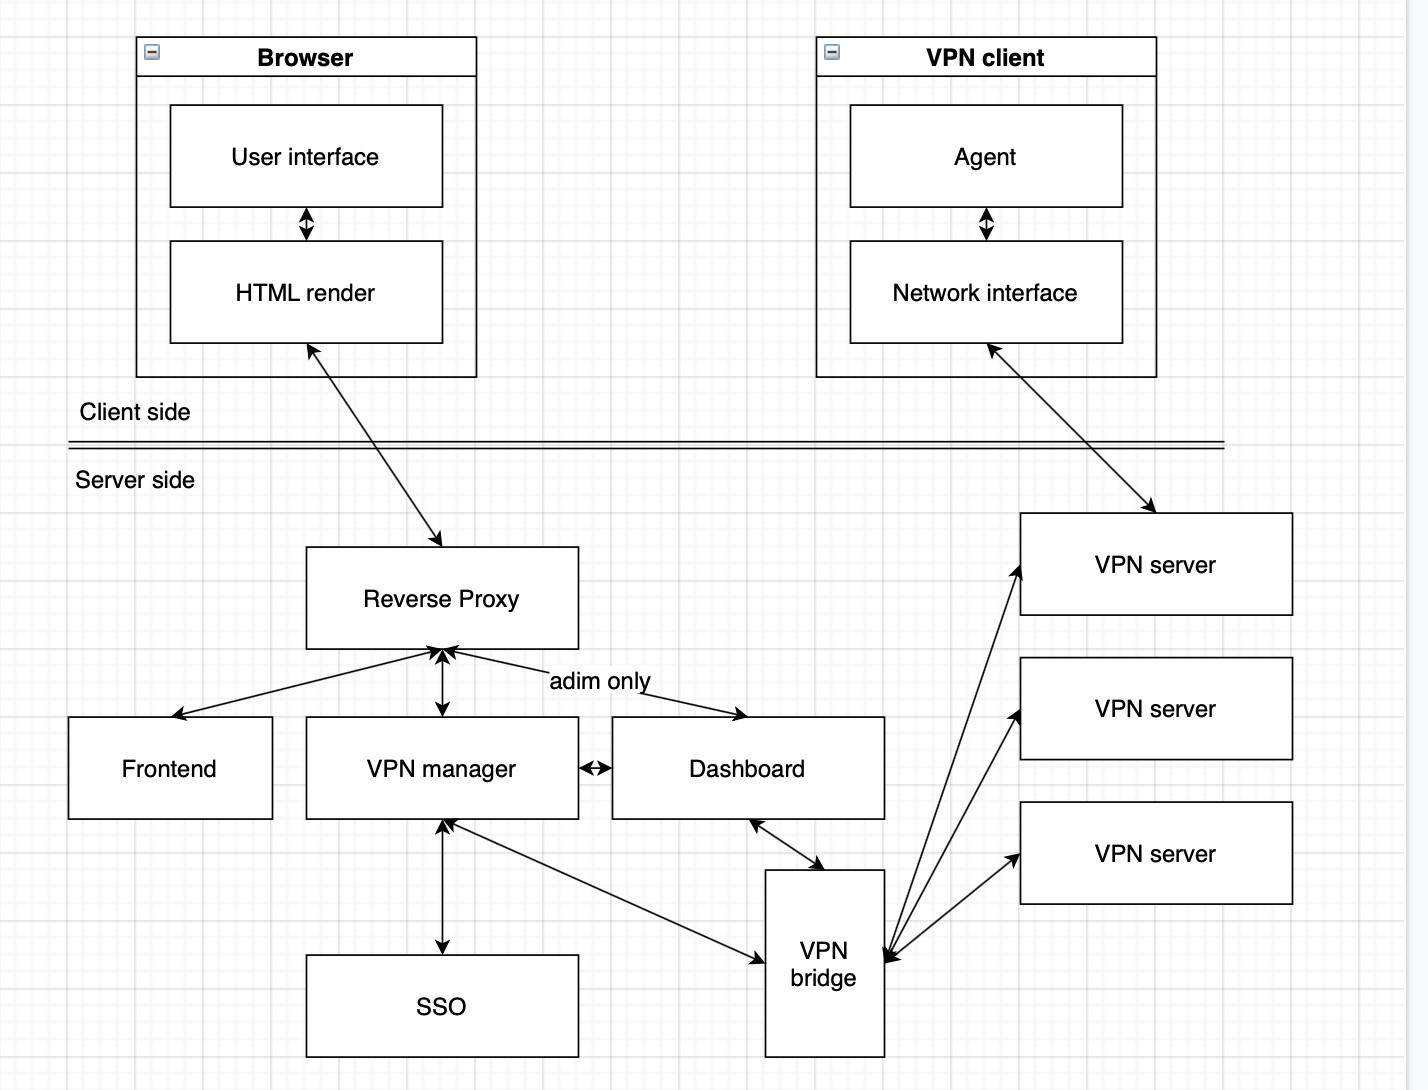 Browser
VPN client
User interface
Agent
HTML render
Network interface
Client side
Server side
VPN server
Reverse Proxy
adim only
VPN server
Frontend
VPN manager
Dashboard
VPN server
VPN
bridge
SSO